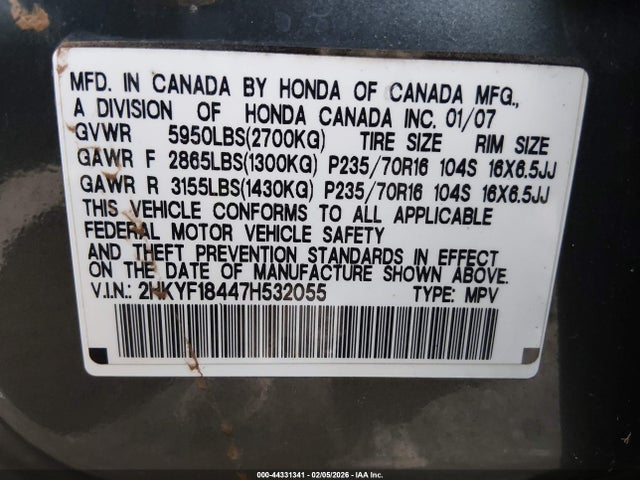 MFD. IN CANADA BY HONDA OF CANADA MFG.,
A DIVISION OF HONDA CANADA INC. 01/07
GVWR 5950LBS(2700KG) TIRE SIZE RIM SIZE
GAWR F 2865LBS(1300KG) P235/70R16 104S 16X6.5JJ
GAWR R 3155LBS(1430KG) P235/70R16 104S 16X6.5JJ
THIS VEHICLE CONFORMS TO ALL APPLICABLE
FEDERAL MOTOR VEHICLE SAFETY
AND THEFT PREVENTION STANDARDS IN EFFECT
ON THE DATE OF MANUFACTURE SHOWN ABOVE.
V.I.N.: 2HKYF18447H532055 TYPE: MPV
000-44331341 - 02/05/2026 - IAAI.COM